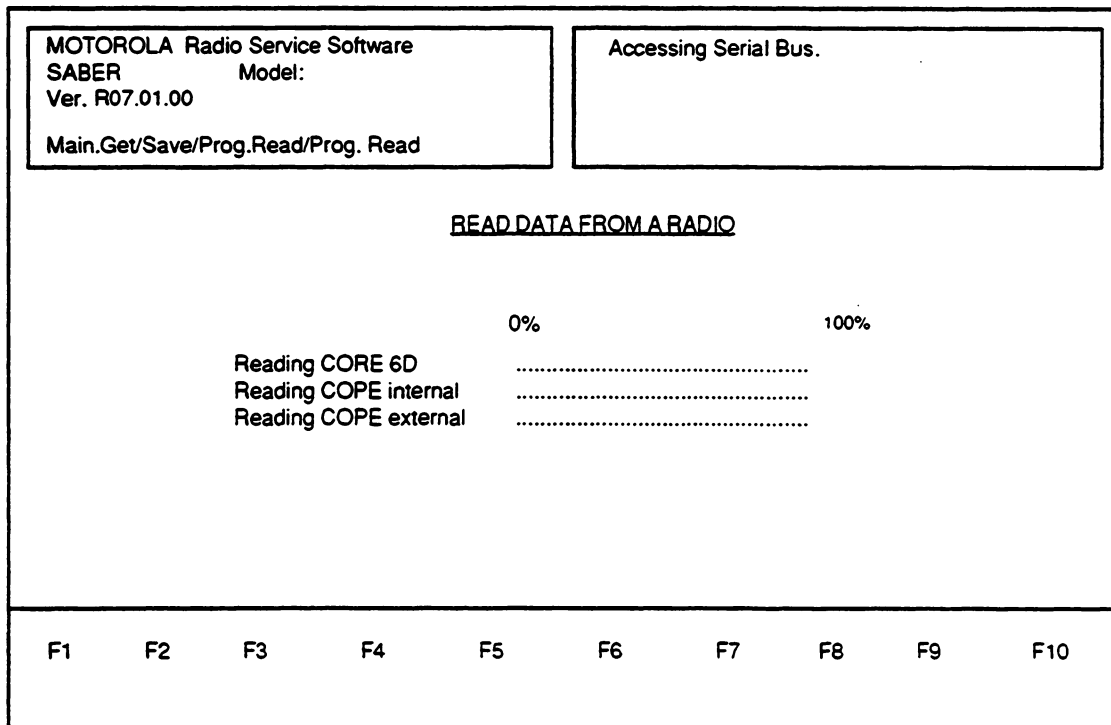 MOTOROLA Radio Service Software
SABER Model:
Ver. R07.01.00
Main.Get/Save/Prog.Read/Prog. Read
Accessing Serial Bus.
READ DATA FROM A RADIO
0% 100%
Reading CORE 6D ................................................
Reading COPE internal ................................................
Reading COPE external ................................................
F1 F2 F3 F4 F5 F6 F7 F8 F9 F10